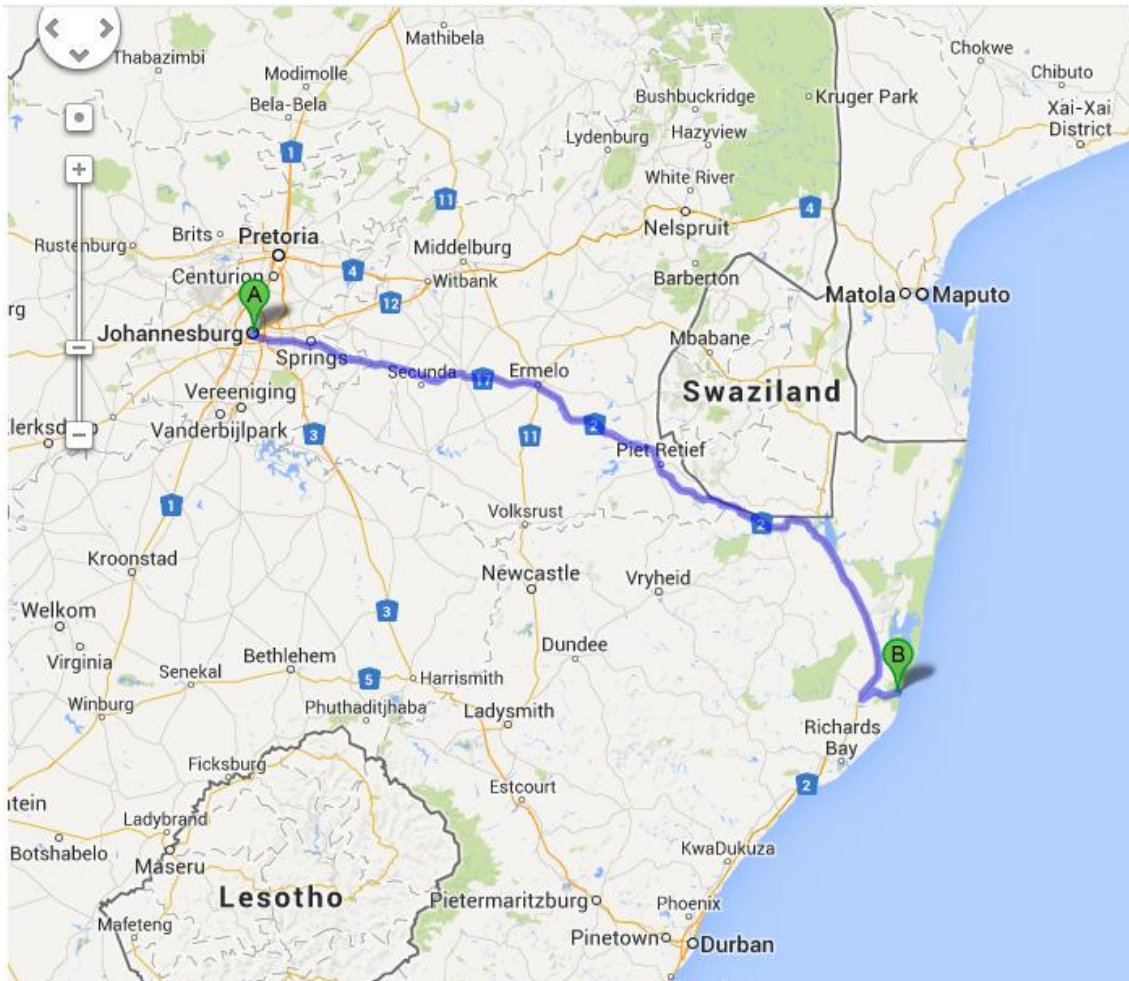 Mathibela
Thabazimbi
Chokwe
Modimolle
Chibuto
Bela-Bela
Bushbuckridge
Kruger Park
Xai-Xai
District
Lydenburg
Hazyview
1
White River
11
4
Nelspruit
Rustenburg
Brits
Pretoria
Middelburg
Centurion
4
Witbank
Barberton
Matola
Maputo
A
12
rg
Johannesburg
Mbabane
Springs
Secunda
17
Ermelo
Swaziland
Vereeniging
Vanderbijlpark
3
11
2
Piet Retief
1
Volksrust
2
Kroonstad
Newcastle
Vryheid
Welkom
3
Virginia
Senekal
Bethlehem
Dundee
B
5
Harrismith
Winburg
Phuthaditjhaba
Ladysmith
Richards
Bay
Ficksburg
Estcourt
2
ntein
Ladybrand
Botshabelo
Maseru
KwaDukuza
Lesotho
Pietermaritzburg
Phoenix
Mafeteng
Pinetown
Durban